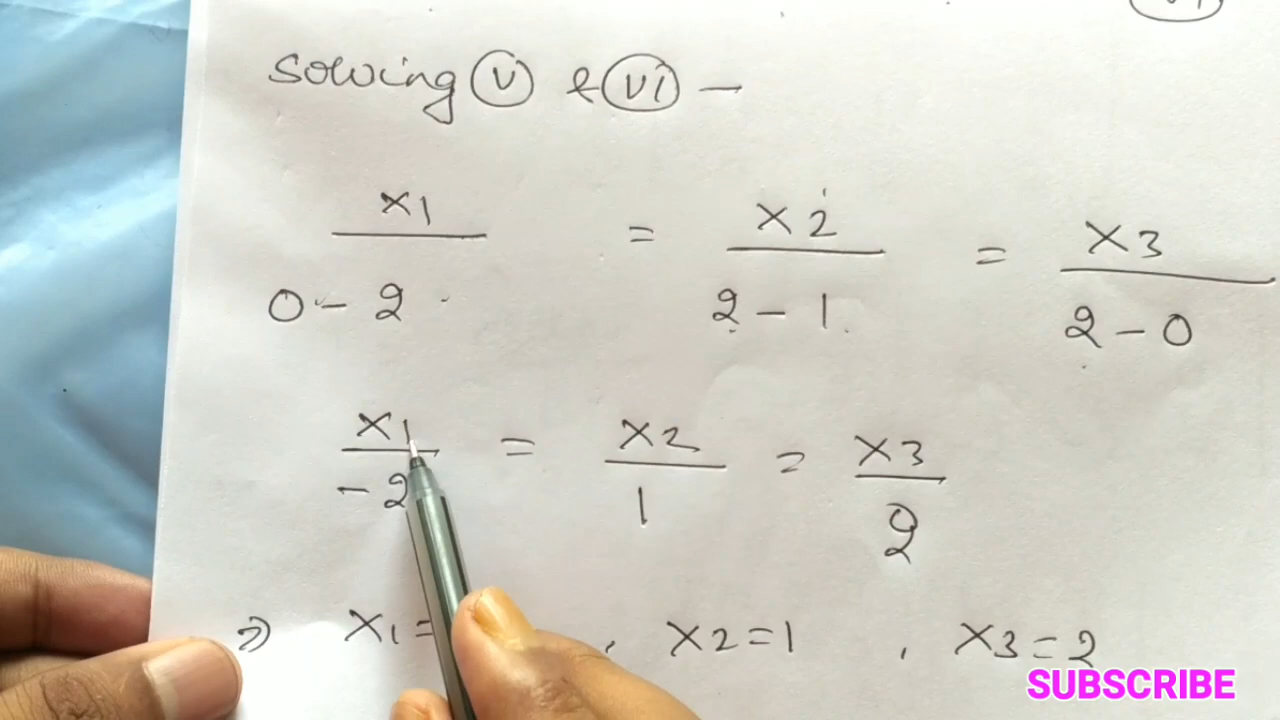 Solving (V) & (VI) -
x1 / 0 - 2 = x2 / 2 - 1 = x3 / 2 - 0
x1 / -2 = x2 / 1 = x3 / 2
=> x1 = , x2 = 1 , x3 = 2
SUBSCRIBE